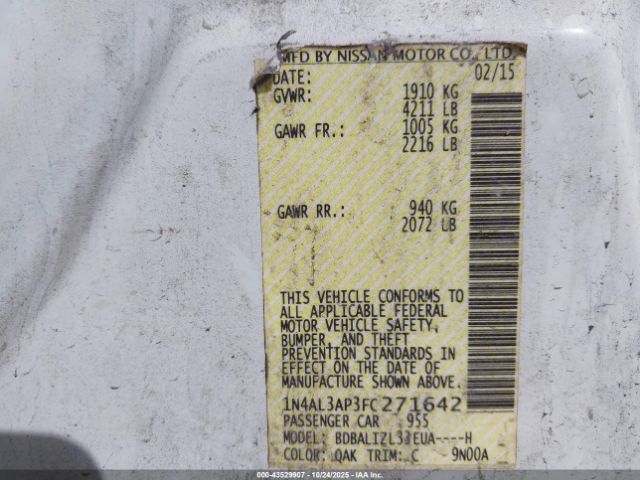 MFD BY NISSAN MOTOR CO., LTD.
DATE: 02/15
GVWR: 1910 KG
4211 LB
GAWR FR.: 1005 KG
2216 LB
GAWR RR.: 940 KG
2072 LB
THIS VEHICLE CONFORMS TO
ALL APPLICABLE FEDERAL
MOTOR VEHICLE SAFETY,
BUMPER, AND THEFT
PREVENTION STANDARDS IN
EFFECT ON THE DATE OF
MANUFACTURE SHOWN ABOVE.
1N4AL3AP3FC271642
PASSENGER CAR 955
MODEL: BDBALIZL33EUA----H
COLOR: QAK TRIM: C 9N00A
000-43529907 - 10/24/2025 - IAAI.COM